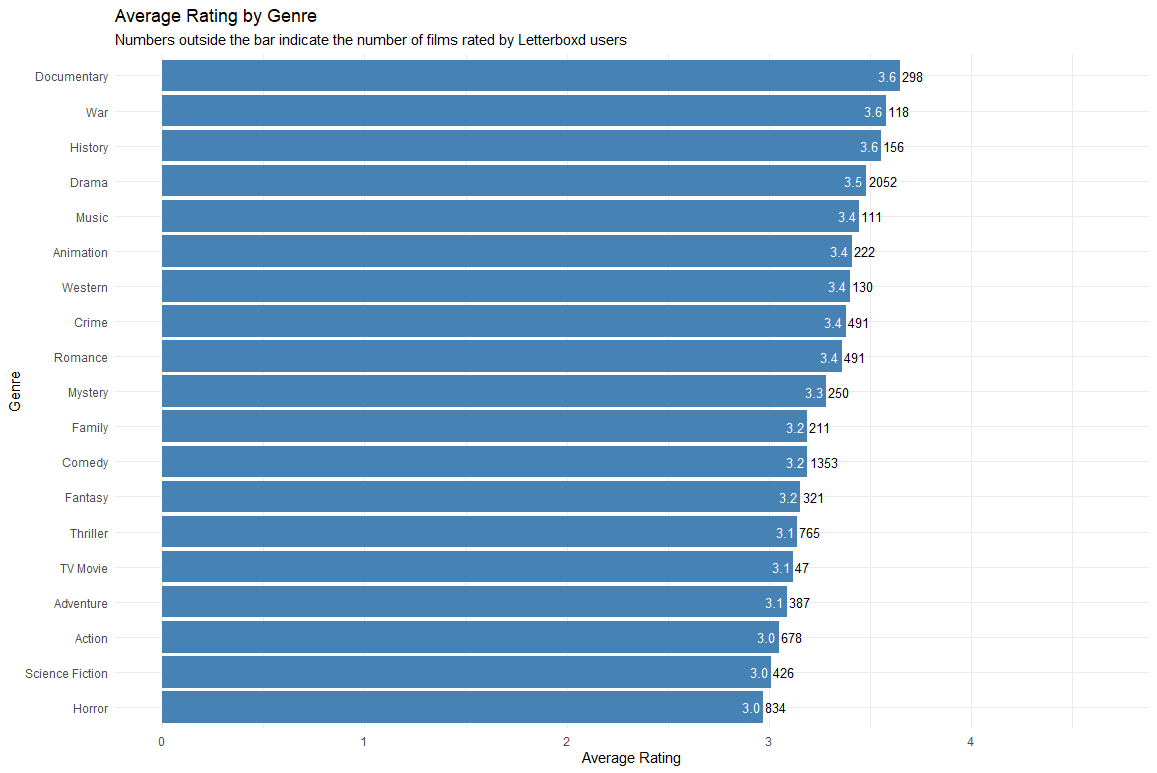 Average Rating by Genre
Numbers outside the bar indicate the number of films rated by Letterboxd users
Genre
Documentary 3.6 298
War 3.6 118
History 3.6 156
Drama 3.5 2052
Music 3.4 111
Animation 3.4 222
Western 3.4 130
Crime 3.4 491
Romance 3.4 491
Mystery 3.3 250
Family 3.2 211
Comedy 3.2 1353
Fantasy 3.2 321
Thriller 3.1 765
TV Movie 3.1 47
Adventure 3.1 387
Action 3.0 678
Science Fiction 3.0 426
Horror 3.0 834
0 1 2 3 4
Average Rating